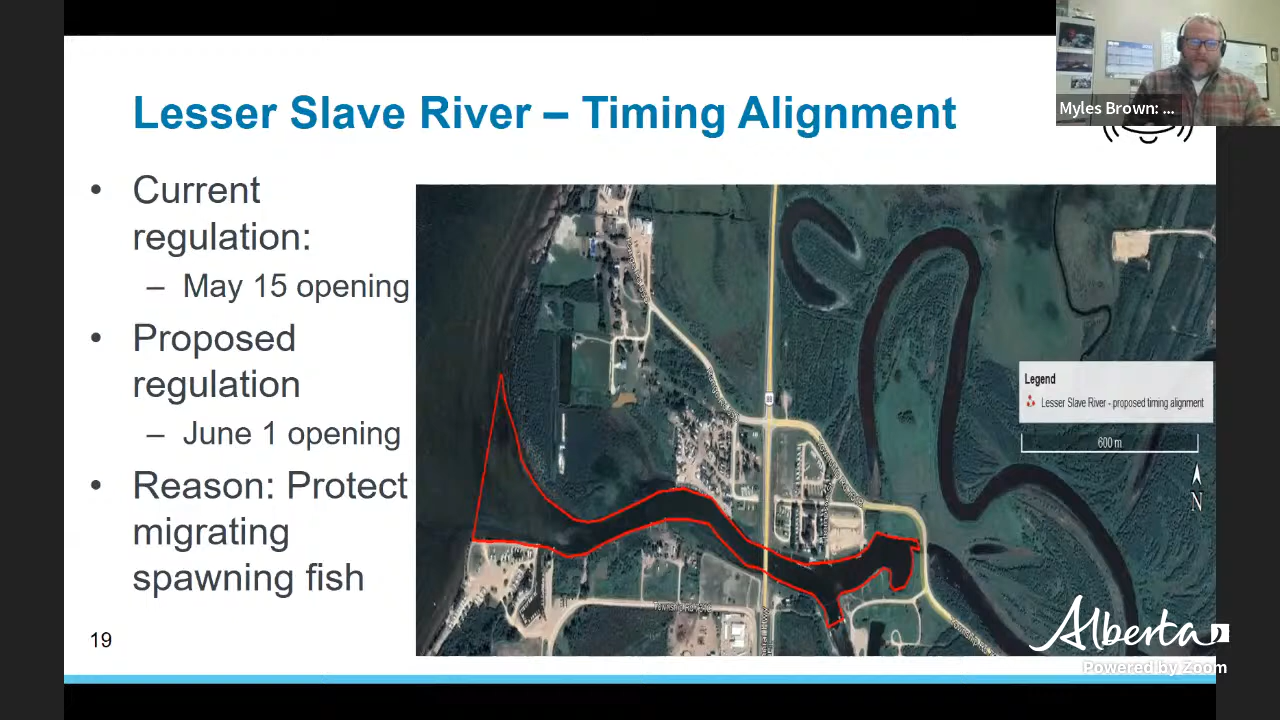 Lesser Slave River – Timing Alignment
Myles Brown: ...
• Current
regulation:
– May 15 opening
• Proposed
regulation
– June 1 opening
• Reason: Protect
migrating
spawning fish
Legend
Lesser Slave River - proposed timing alignment
600 m
N
88
19
Alberta
Powered by Zoom